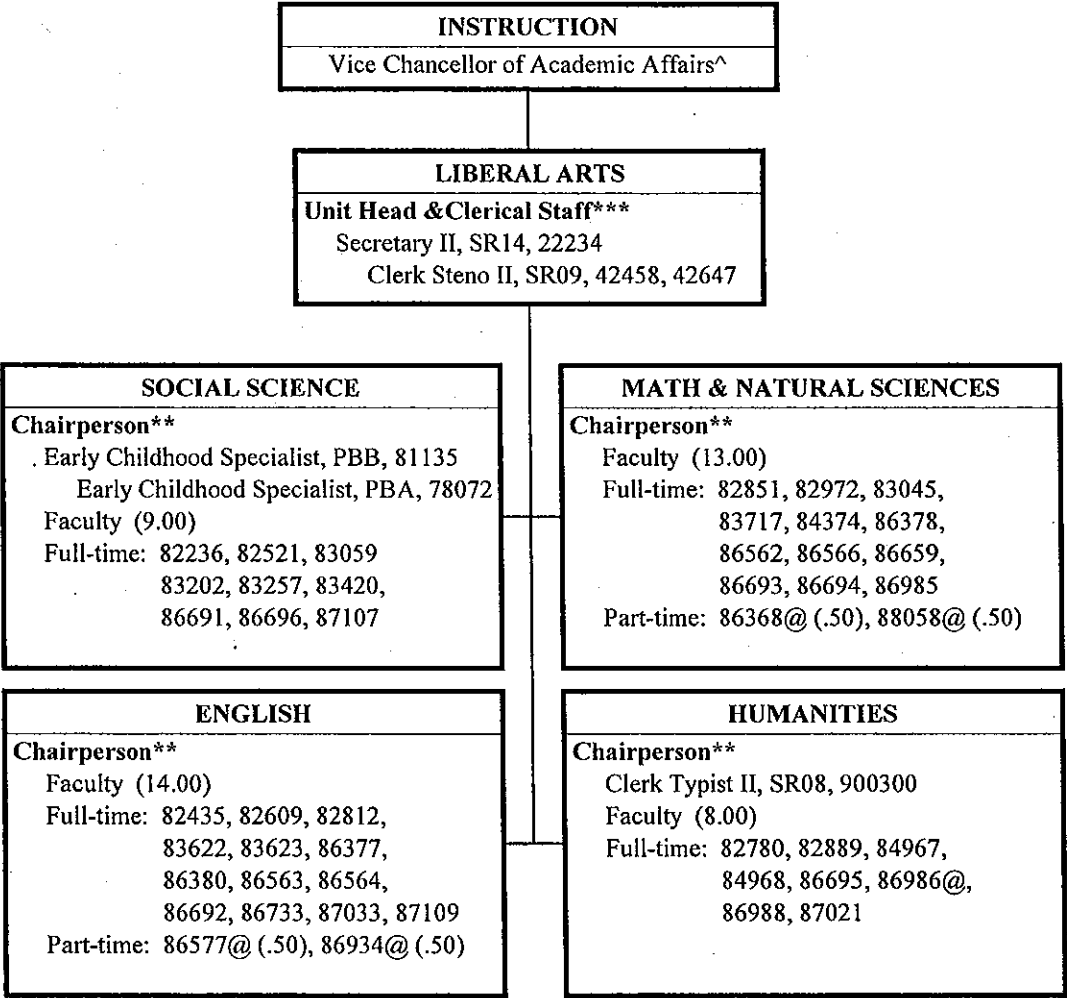 INSTRUCTION
Vice Chancellor of Academic Affairs^
LIBERAL ARTS
Unit Head &Clerical Staff***
Secretary II, SR14, 22234
Clerk Steno II, SR09, 42458, 42647
SOCIAL SCIENCE
Chairperson**
Early Childhood Specialist, PBB, 81135
Early Childhood Specialist, PBA, 78072
Faculty (9.00)
Full-time: 82236, 82521, 83059
83202, 83257, 83420,
86691, 86696, 87107
MATH & NATURAL SCIENCES
Chairperson**
Faculty (13.00)
Full-time: 82851, 82972, 83045,
83717, 84374, 86378,
86562, 86566, 86659,
86693, 86694, 86985
Part-time: 86368@ (.50), 88058@ (.50)
ENGLISH
Chairperson**
Faculty (14.00)
Full-time: 82435, 82609, 82812,
83622, 83623, 86377,
86380, 86563, 86564,
86692, 86733, 87033, 87109
Part-time: 86577@ (.50), 86934@ (.50)
HUMANITIES
Chairperson**
Clerk Typist II, SR08, 900300
Faculty (8.00)
Full-time: 82780, 82889, 84967,
84968, 86695, 86986@,
86988, 87021